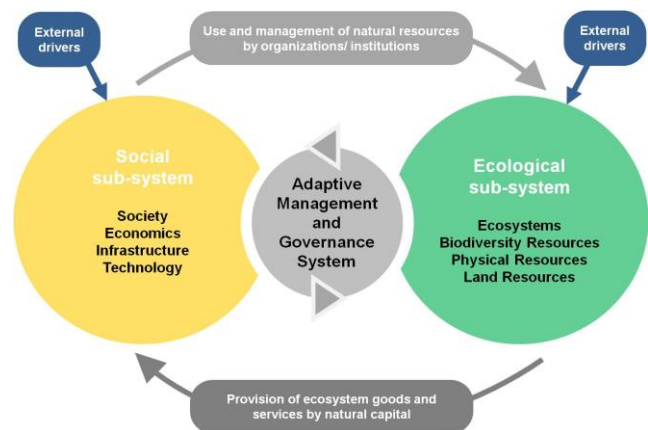 External
drivers
Use and management of natural resources
by organizations/ institutions
External
drivers
Social
sub-system
Society
Economics
Infrastructure
Technology
Adaptive
Management
and
Governance
System
Ecological
sub-system
Ecosystems
Biodiversity Resources
Physical Resources
Land Resources
Provision of ecosystem goods and
services by natural capital